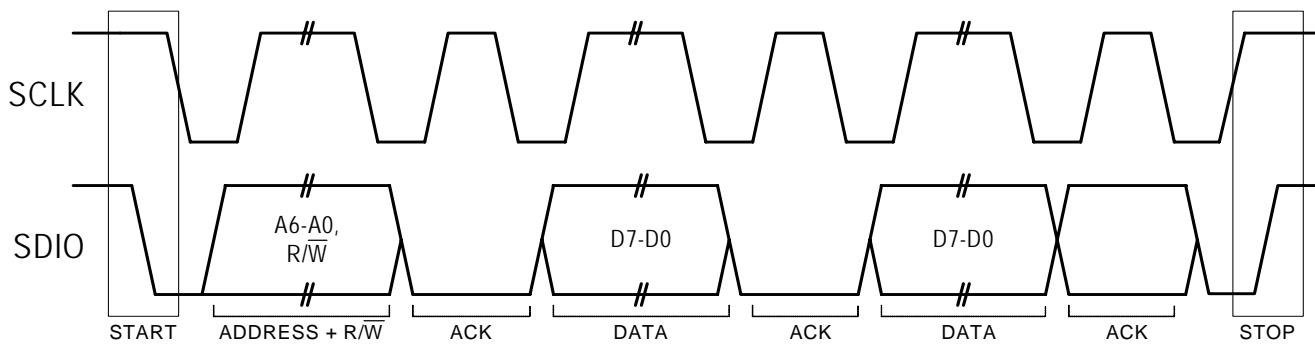 SCLK
SDIO
A6-A0,
R/W̅
D7-D0
D7-D0
START
ADDRESS + R/W̅
ACK
DATA
ACK
DATA
ACK
STOP